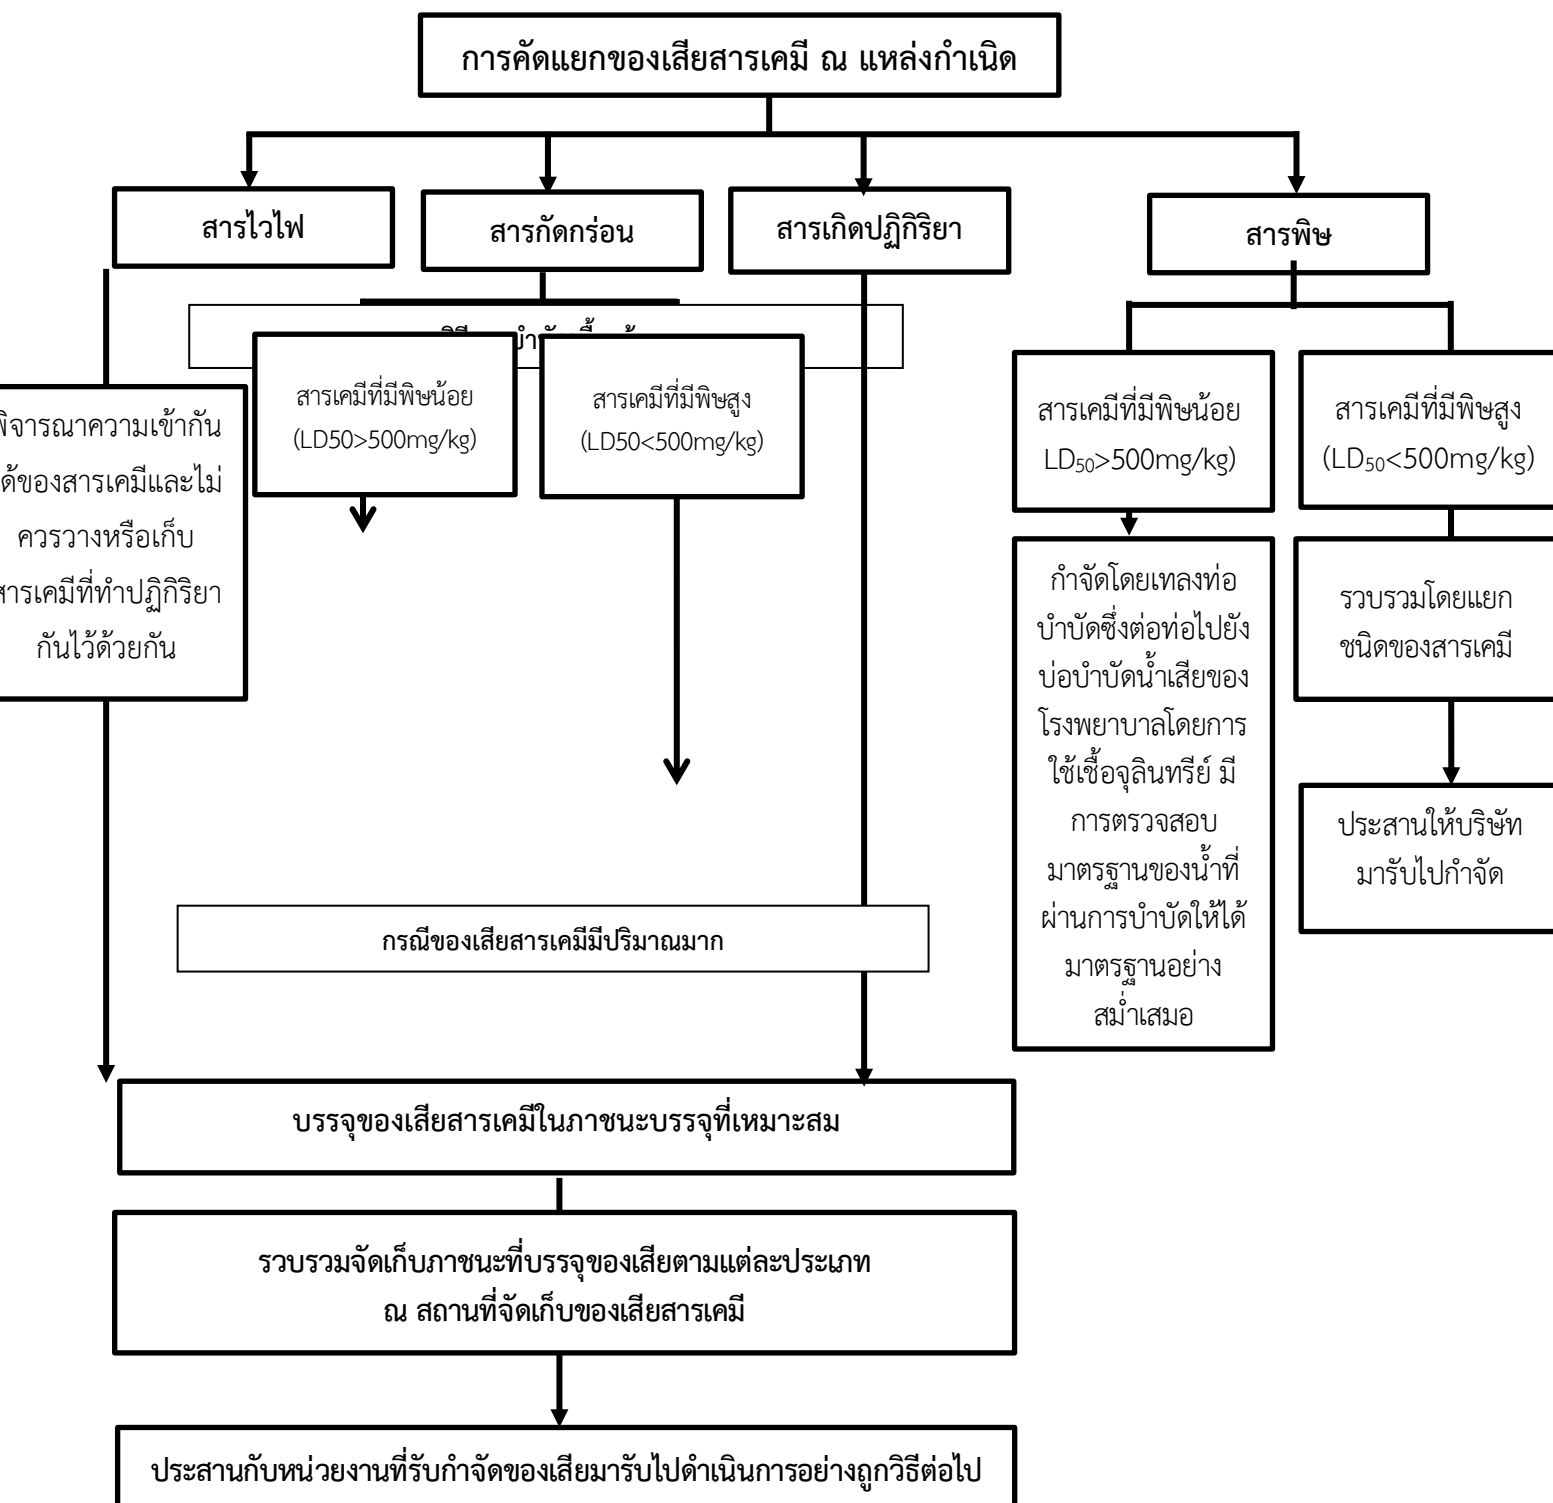 การคัดแยกของเสียสารเคมี ณ แหล่งกำเนิด
สารไวไฟ
สารกัดกร่อน
สารเกิดปฏิกิริยา
สารพิษ
สารเคมีที่มีพิษน้อย
(LD50>500mg/kg)
สารเคมีที่มีพิษสูง
(LD50<500mg/kg)
สารเคมีที่มีพิษน้อย
LD₅₀>500mg/kg)
สารเคมีที่มีพิษสูง
(LD₅₀<500mg/kg)
พิจารณาความเข้ากัน
ด้ของสารเคมีและไม่
ควรวางหรือเก็บ
สารเคมีที่ทำปฏิกิริยา
กันไว้ด้วยกัน
กำจัดโดยเทลงท่อ
บำบัดซึ่งต่อท่อไปยัง
บ่อบำบัดน้ำเสียของ
โรงพยาบาลโดยการ
ใช้เชื้อจุลินทรีย์ มี
การตรวจสอบ
มาตรฐานของน้ำที่
ผ่านการบำบัดให้ได้
มาตรฐานอย่าง
สม่ำเสมอ
รวบรวมโดยแยก
ชนิดของสารเคมี
ประสานให้บริษัท
มารับไปกำจัด
กรณีของเสียสารเคมีมีปริมาณมาก
บรรจุของเสียสารเคมีในภาชนะบรรจุที่เหมาะสม
รวบรวมจัดเก็บภาชนะที่บรรจุของเสียตามแต่ละประเภท
ณ สถานที่จัดเก็บของเสียสารเคมี
ประสานกับหน่วยงานที่รับกำจัดของเสียมารับไปดำเนินการอย่างถูกวิธีต่อไป